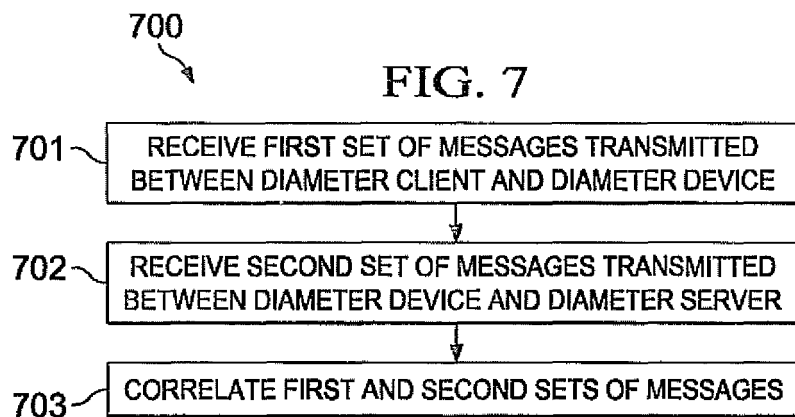 700
FIG. 7
701
RECEIVE FIRST SET OF MESSAGES TRANSMITTED
BETWEEN DIAMETER CLIENT AND DIAMETER DEVICE
702
RECEIVE SECOND SET OF MESSAGES TRANSMITTED
BETWEEN DIAMETER DEVICE AND DIAMETER SERVER
703
CORRELATE FIRST AND SECOND SETS OF MESSAGES